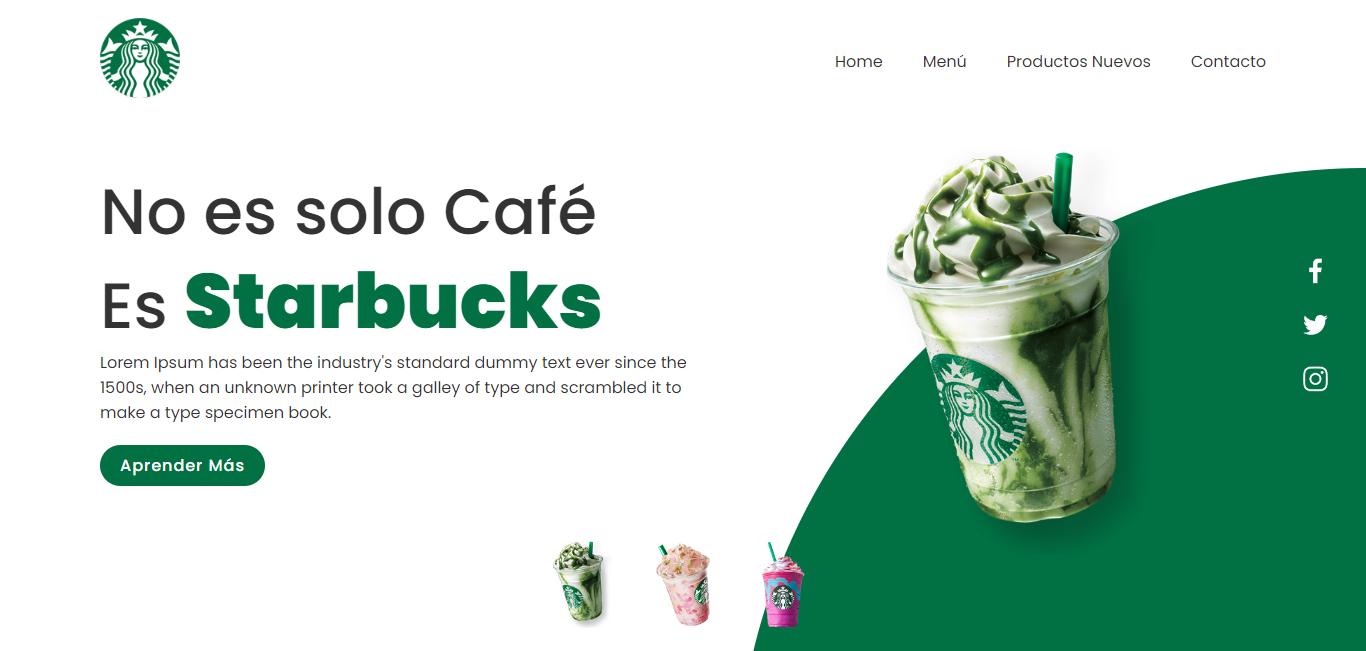 Home Menú Productos Nuevos Contacto
No es solo Café
Es Starbucks
Lorem Ipsum has been the industry's standard dummy text ever since the
1500s, when an unknown printer took a galley of type and scrambled it to
make a type specimen book.
Aprender Más